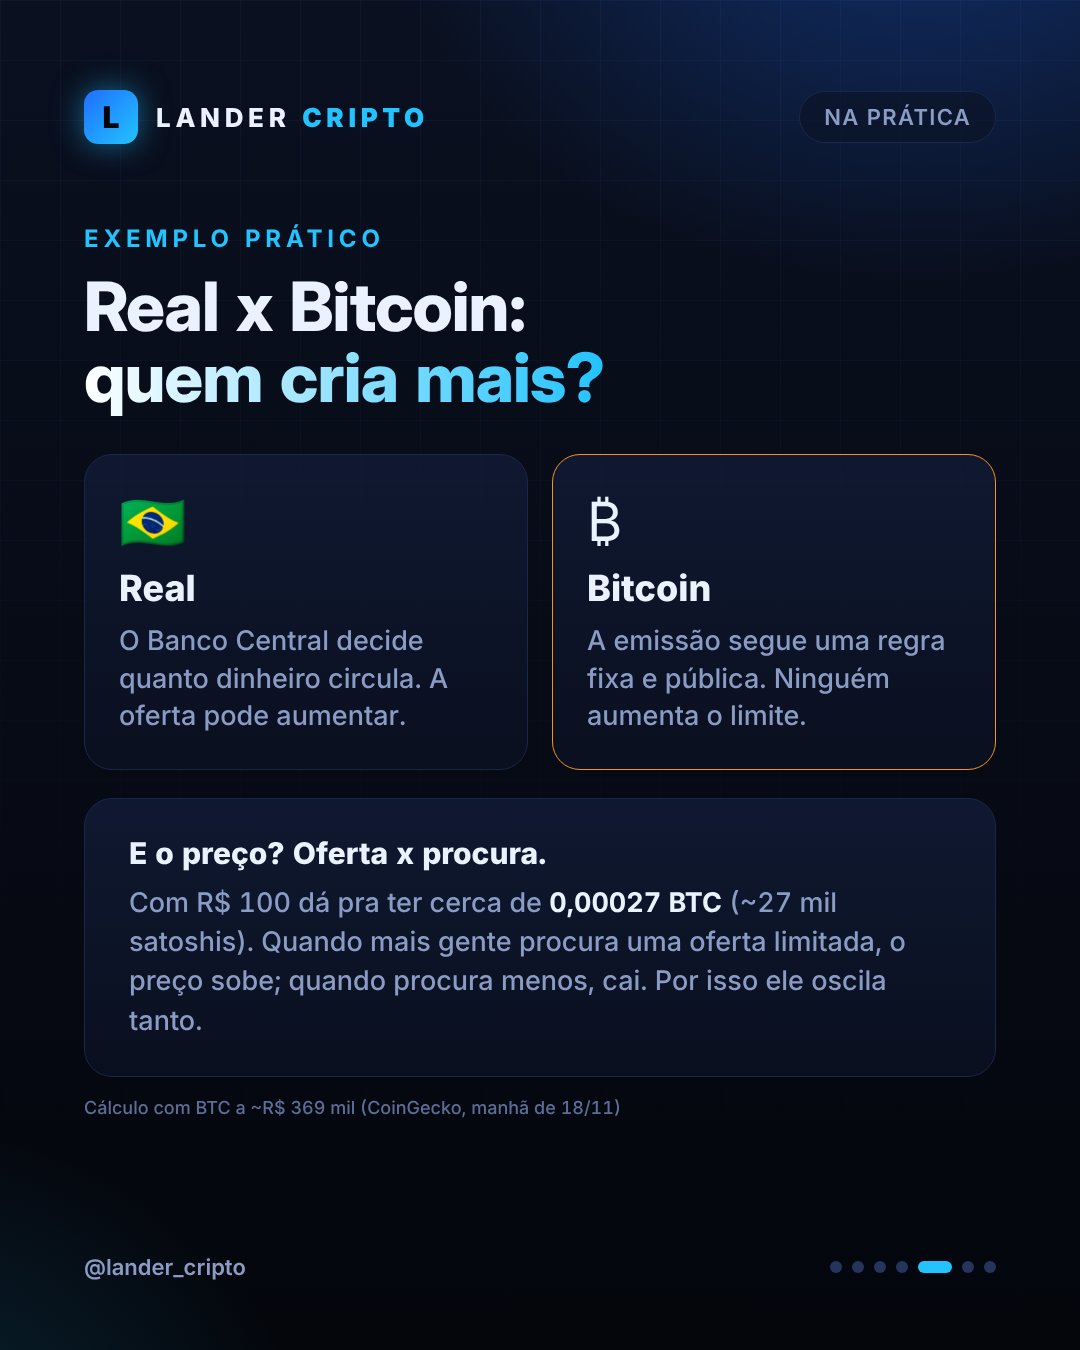 L
LANDER CRIPTO
NA PRÁTICA
EXEMPLO PRÁTICO
Real x Bitcoin:
quem cria mais?
Real
O Banco Central decide
quanto dinheiro circula. A
oferta pode aumentar.
₿
Bitcoin
A emissão segue uma regra
fixa e pública. Ninguém
aumenta o limite.
E o preço? Oferta x procura.
Com R$ 100 dá pra ter cerca de 0,00027 BTC (~27 mil
satoshis). Quando mais gente procura uma oferta limitada, o
preço sobe; quando procura menos, cai. Por isso ele oscila
tanto.
Cálculo com BTC a ~R$ 369 mil (CoinGecko, manhã de 18/11)
@lander_cripto